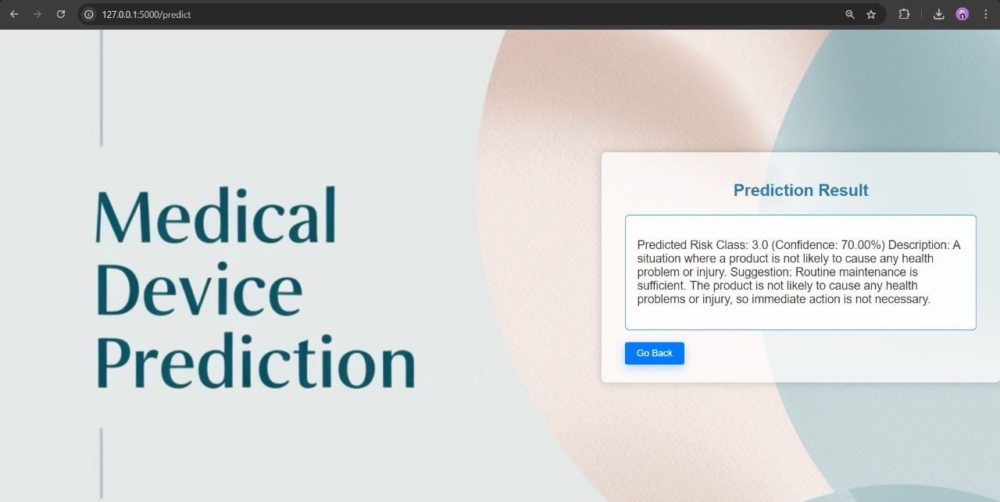 127.0.0.1:5000/predict
Medical
Device
Prediction
Prediction Result
Predicted Risk Class: 3.0 (Confidence: 70.00%) Description: A
situation where a product is not likely to cause any health
problem or injury. Suggestion: Routine maintenance is
sufficient. The product is not likely to cause any health
problems or injury, so immediate action is not necessary.
Go Back